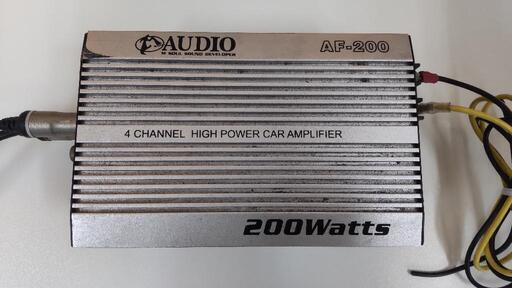 AUDIO
M SOUL SOUND DEVELOPER
AF-200
4 CHANNEL HIGH POWER CAR AMPLIFIER
200Watts